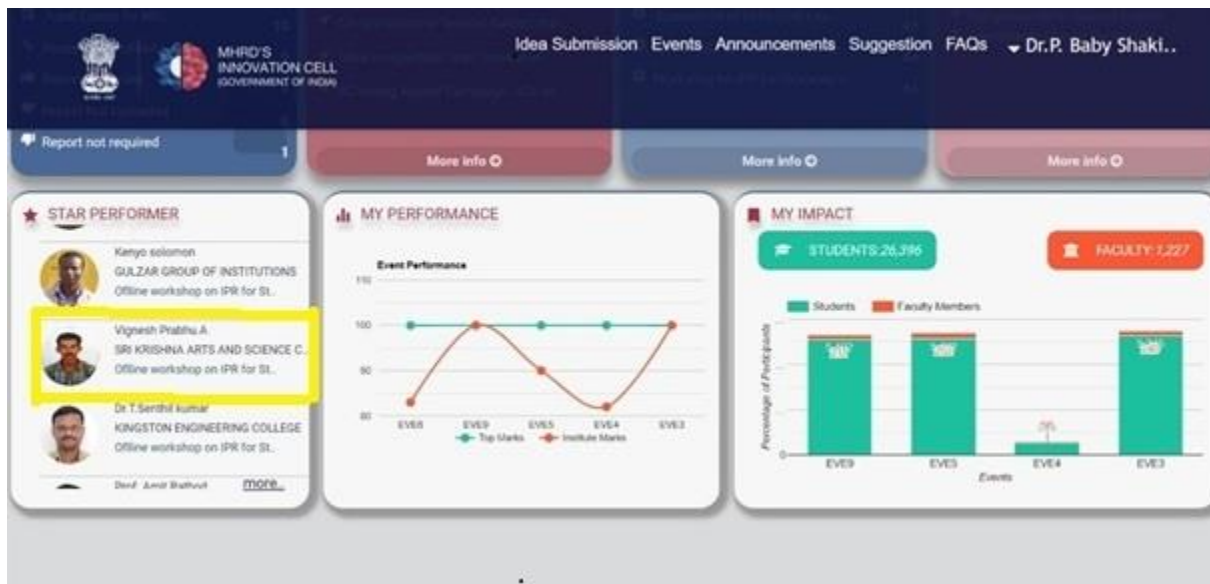 MHRD'S
INNOVATION CELL
(GOVERNMENT OF INDIA)
Idea Submission Events Announcements Suggestion FAQs Dr.P. Baby Shaki..
Report not required
1
More info
More info
More info
STAR PERFORMER
Kenyo solomon
GULZAR GROUP OF INSTITUTIONS
Offline workshop on IPR for St..
Vignesh Prabhu.A
SRI KRISHNA ARTS AND SCIENCE C..
Offline workshop on IPR for St..
Dr.T.Senthil kumar
KINGSTON ENGINEERING COLLEGE
Offline workshop on IPR for St..
Prof. Amit Rathod
more..
MY PERFORMANCE
Event Performance
110
100
90
80
EVE8 EVE9 EVE5 EVE4 EVE3
Top Marks Institute Marks
MY IMPACT
STUDENTS:26,396
FACULTY:1,227
Students Faculty Members
Percentage of Participants
0
EVE9 EVE5 EVE4 EVE3
Events